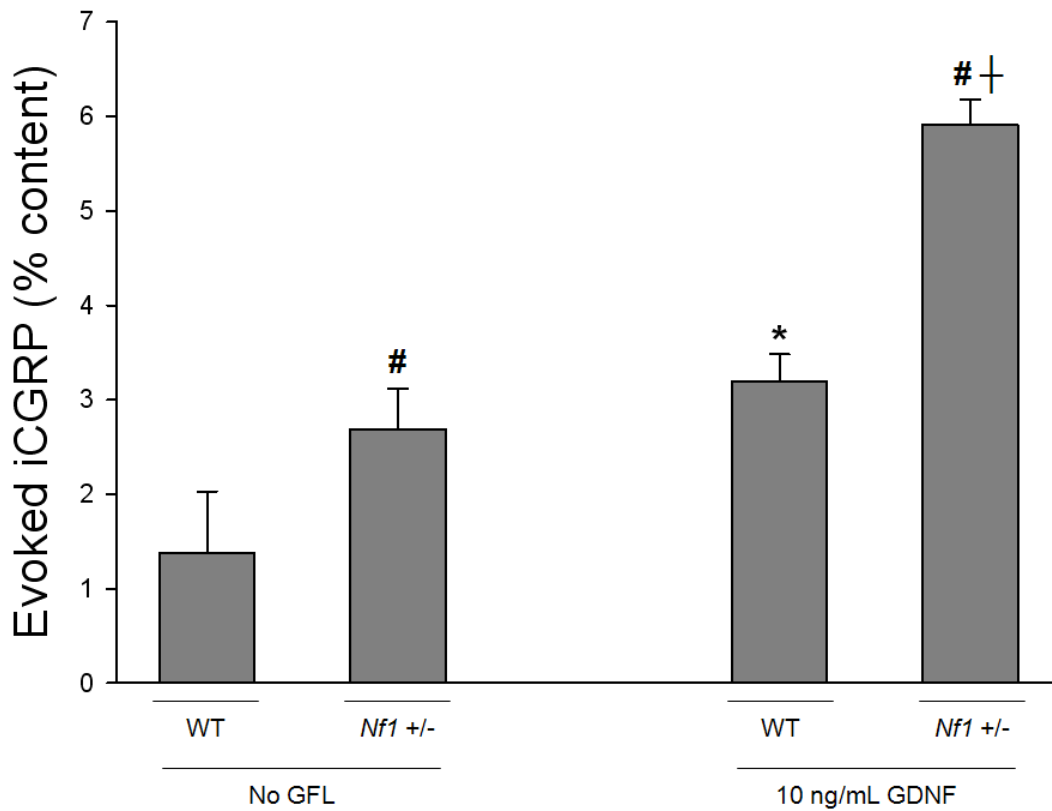 Evoked iCGRP (% content)
7
6
5
4
3
2
1
0
#
*
# ┼
WT
Nf1 +/-
WT
Nf1 +/-
No GFL
10 ng/mL GDNF